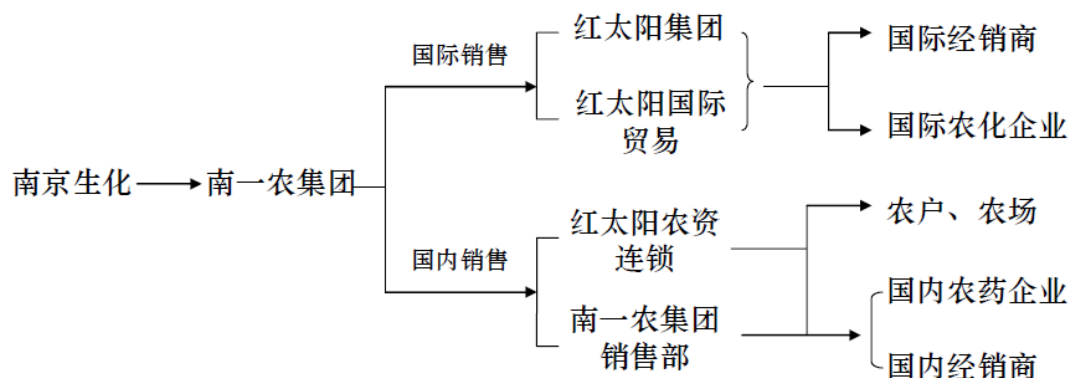 南京生化
南一农集团
国际销售
国内销售
红太阳集团
红太阳国际
贸易
红太阳农资
连锁
南一农集团
销售部
国际经销商
国际农化企业
农户、农场
国内农药企业
国内经销商